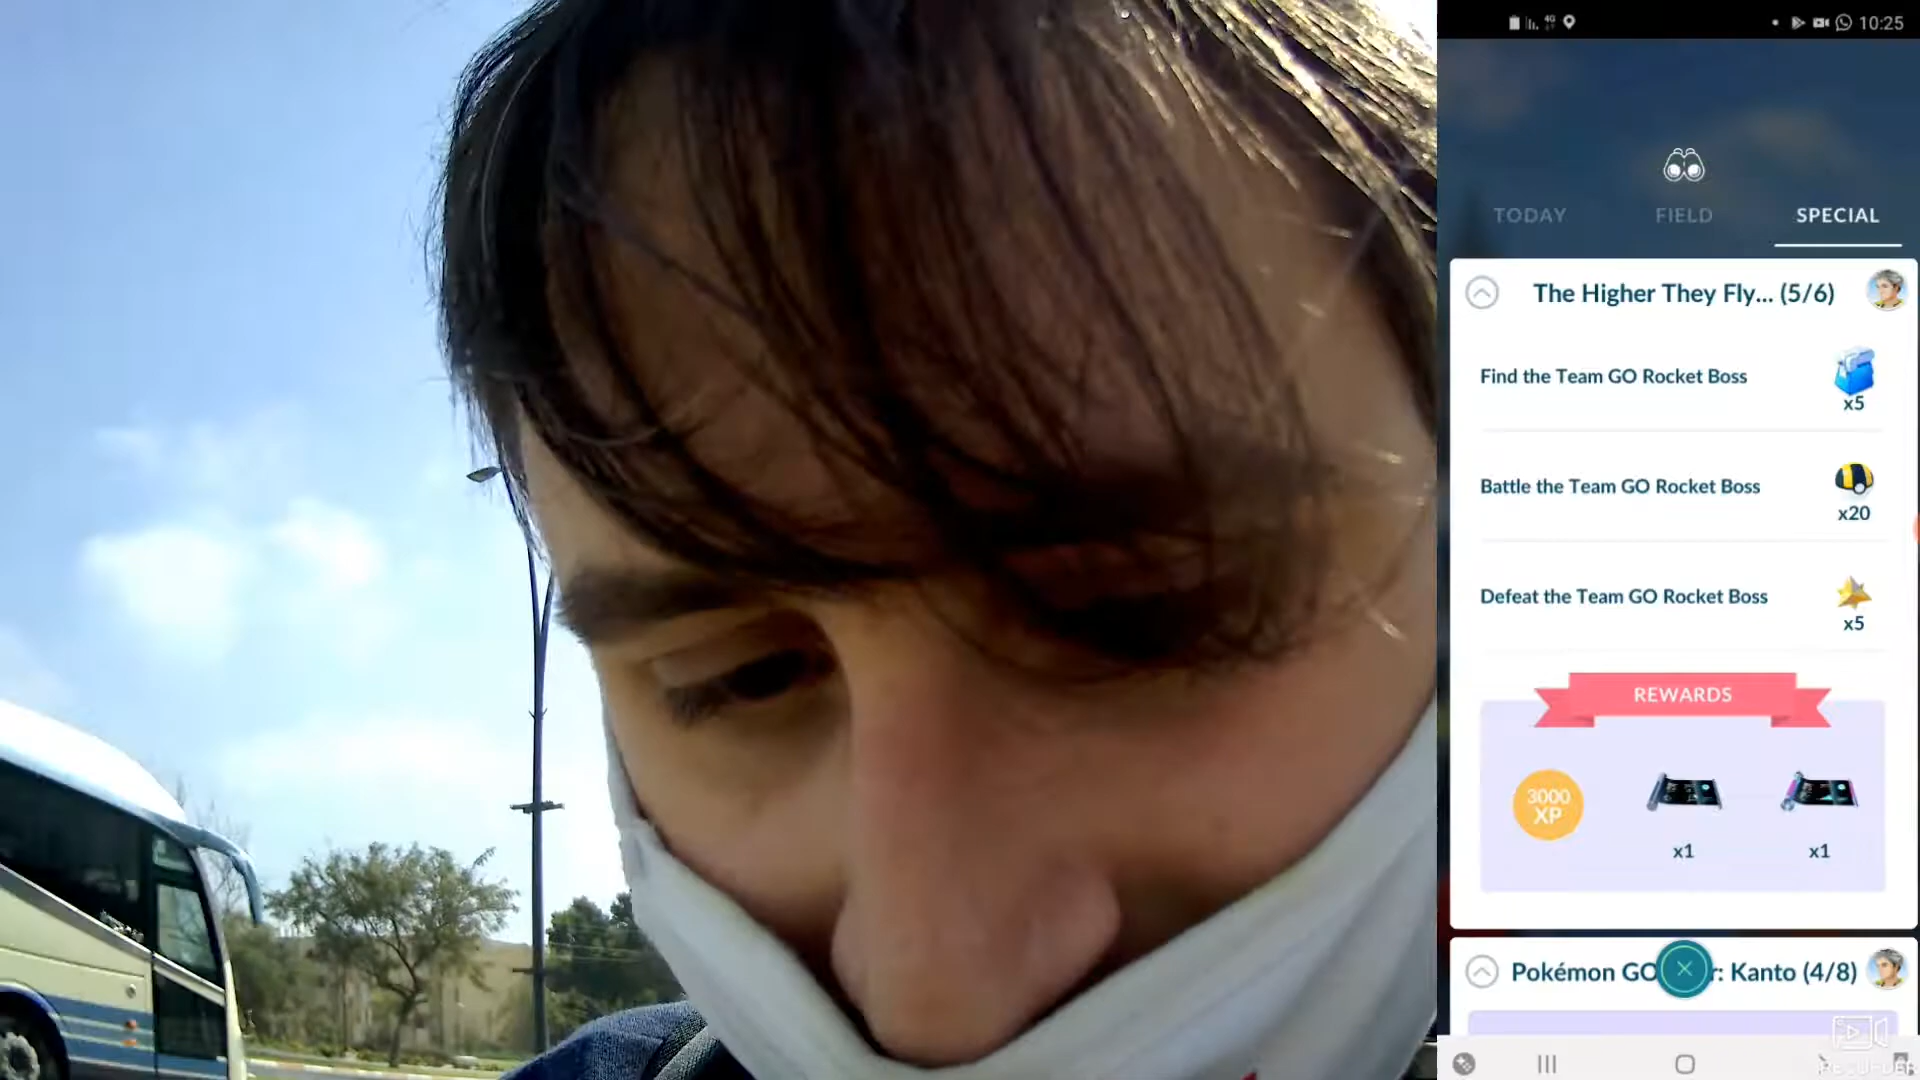 4G
10:25
TODAY
FIELD
SPECIAL
The Higher They Fly... (5/6)
Find the Team GO Rocket Boss
x5
Battle the Team GO Rocket Boss
x20
Defeat the Team GO Rocket Boss
x5
REWARDS
3000
XP
x1
x1
Pokémon GO r: Kanto (4/8)
RECORDER